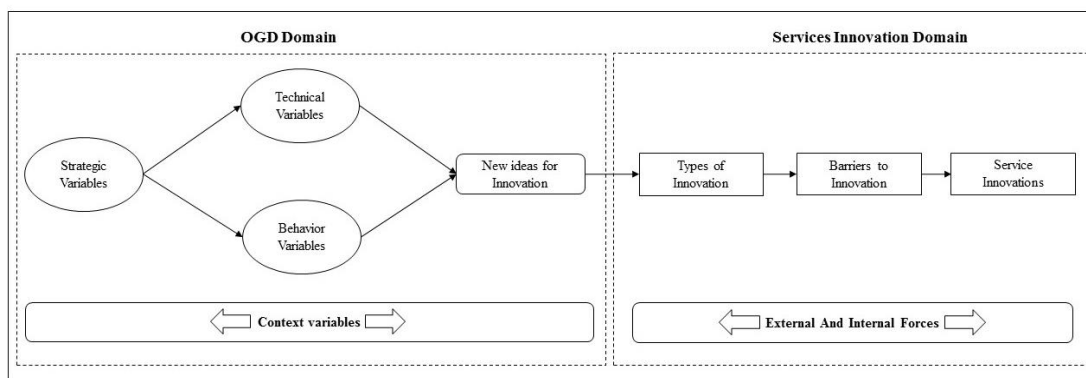 OGD Domain
Services Innovation Domain
Technical
Variables
Strategic
Variables
New ideas for
Innovation
Types of
Innovation
Barriers to
Innovation
Service
Innovations
Behavior
Variables
Context variables
External And Internal Forces